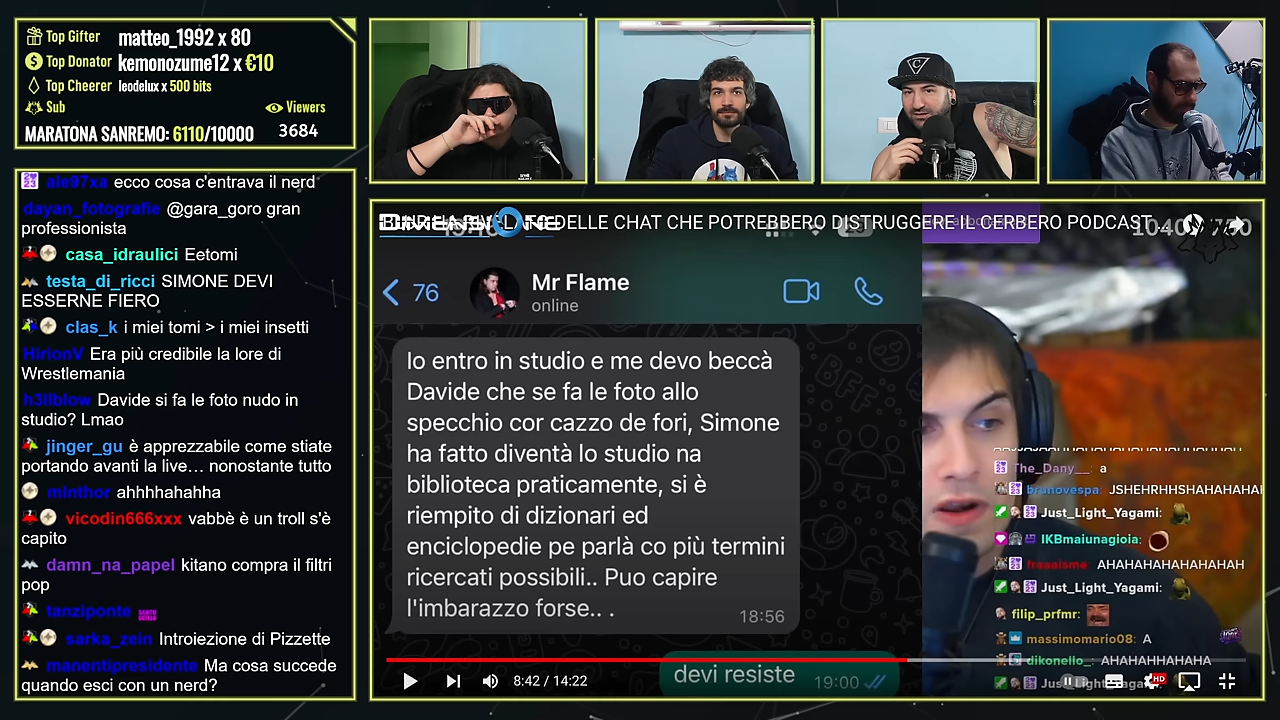 Top Gifter matteo_1992 x 80
Top Donator kemonozume12 x €10
Top Cheerer leodelux x 500 bits
Sub
Viewers
MARATONA SANREMO: 6110/10000
3684
ale97xa ecco cosa c'entrava il nerd
dayan_fotografie @gara_goro gran
professionista
casa_idraulici Eetomi
testa_di_ricci SIMONE DEVI
ESSERNE FIERO
clas_k i miei tomi > i miei insetti
HirionV Era più credibile la lore di
Wrestlemania
h3llblow Davide si fa le foto nudo in
studio? Lmao
jinger_gu è apprezzabile come stiate
portando avanti la live… nonostante tutto
minthor ahhhhahahha
vicodin666xxx vabbè è un troll s'è
capito
damn_na_papel kitano compra il filtri
pop
tanziponte
sarka_zein Introiezione di Pizzette
manentipresidente Ma cosa succede
quando esci con un nerd?
DELLE CHAT CHE POTREBBERO DISTRUGGERE IL CERBERO PODCAST
76
Mr Flame
online
Io entro in studio e me devo beccà
Davide che se fa le foto allo
specchio cor cazzo de fori, Simone
ha fatto diventà lo studio na
biblioteca praticamente, si è
riempito di dizionari ed
enciclopedie pe parlà co più termini
ricercati possibili.. Puo capire
l'imbarazzo forse.. .
18:56
devi resiste
19:00
8:42 / 14:22
HD
The_Dany__: a
brunovespa: JSHEHRHHSHAHAHAHAI
Just_Light_Yagami:
IKBmaiunagioia:
fraaaisme: AHAHAHAHAHAHAHAH
Just_Light_Yagami:
filip_prfmr:
massimomario08: A
dikonello_: AHAHAHHAHAHA